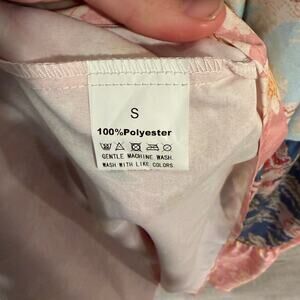 S
100%Polyester
GENTLE MACHINE WASH.
WASH WITH LIKE COLORS.